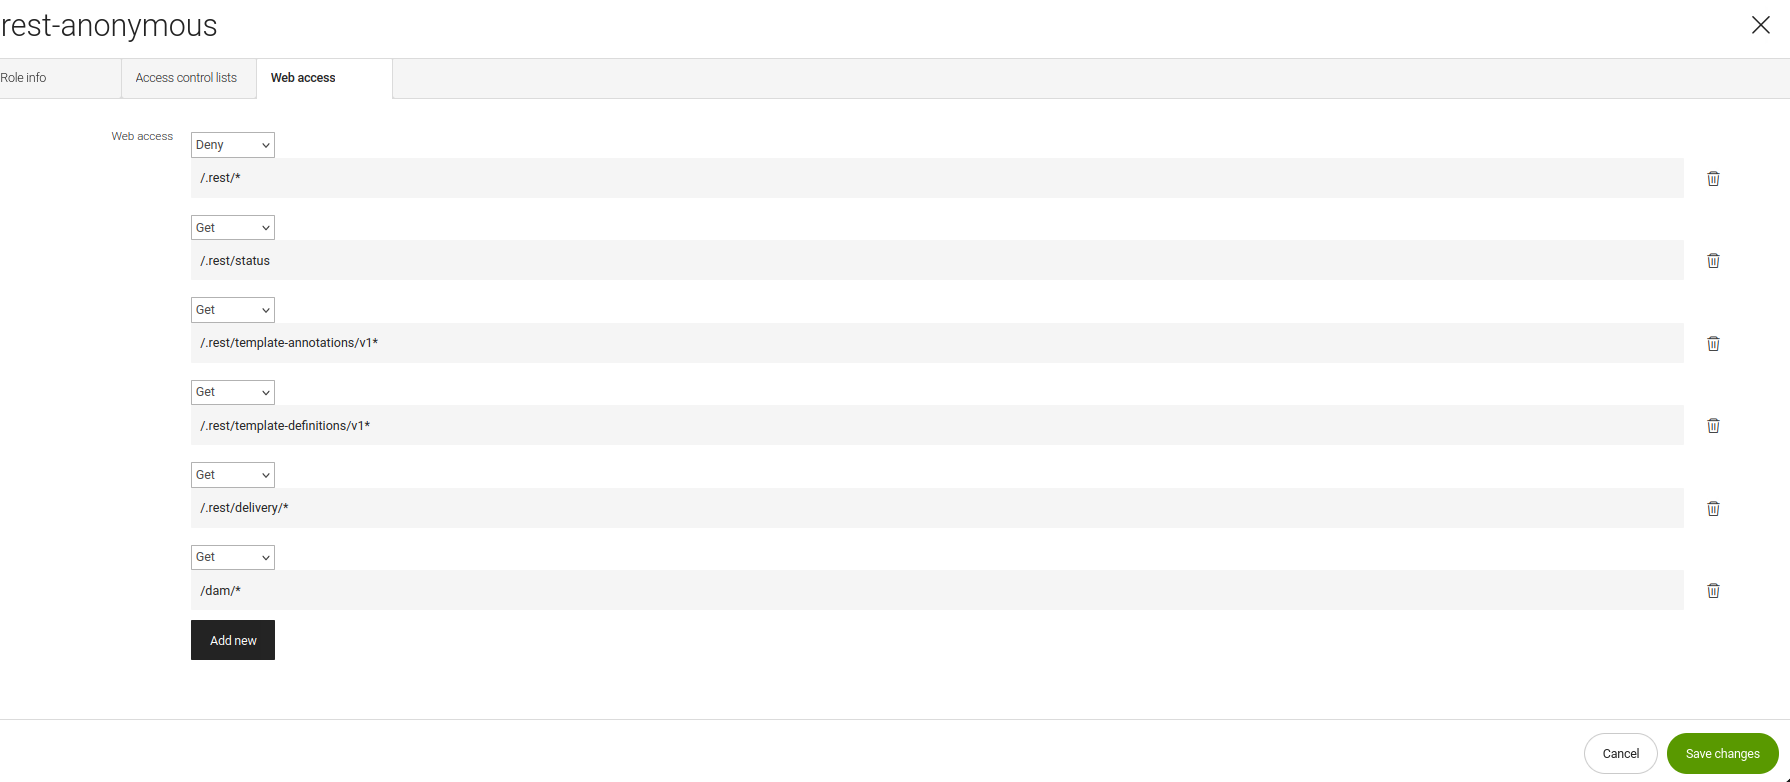 rest-anonymous
Role info
Access control lists
Web access
Web access
Deny
/.rest/*
Get
/.rest/status
Get
/.rest/template-annotations/v1*
Get
/.rest/template-definitions/v1*
Get
/.rest/delivery/*
Get
/dam/*
Add new
Cancel
Save changes